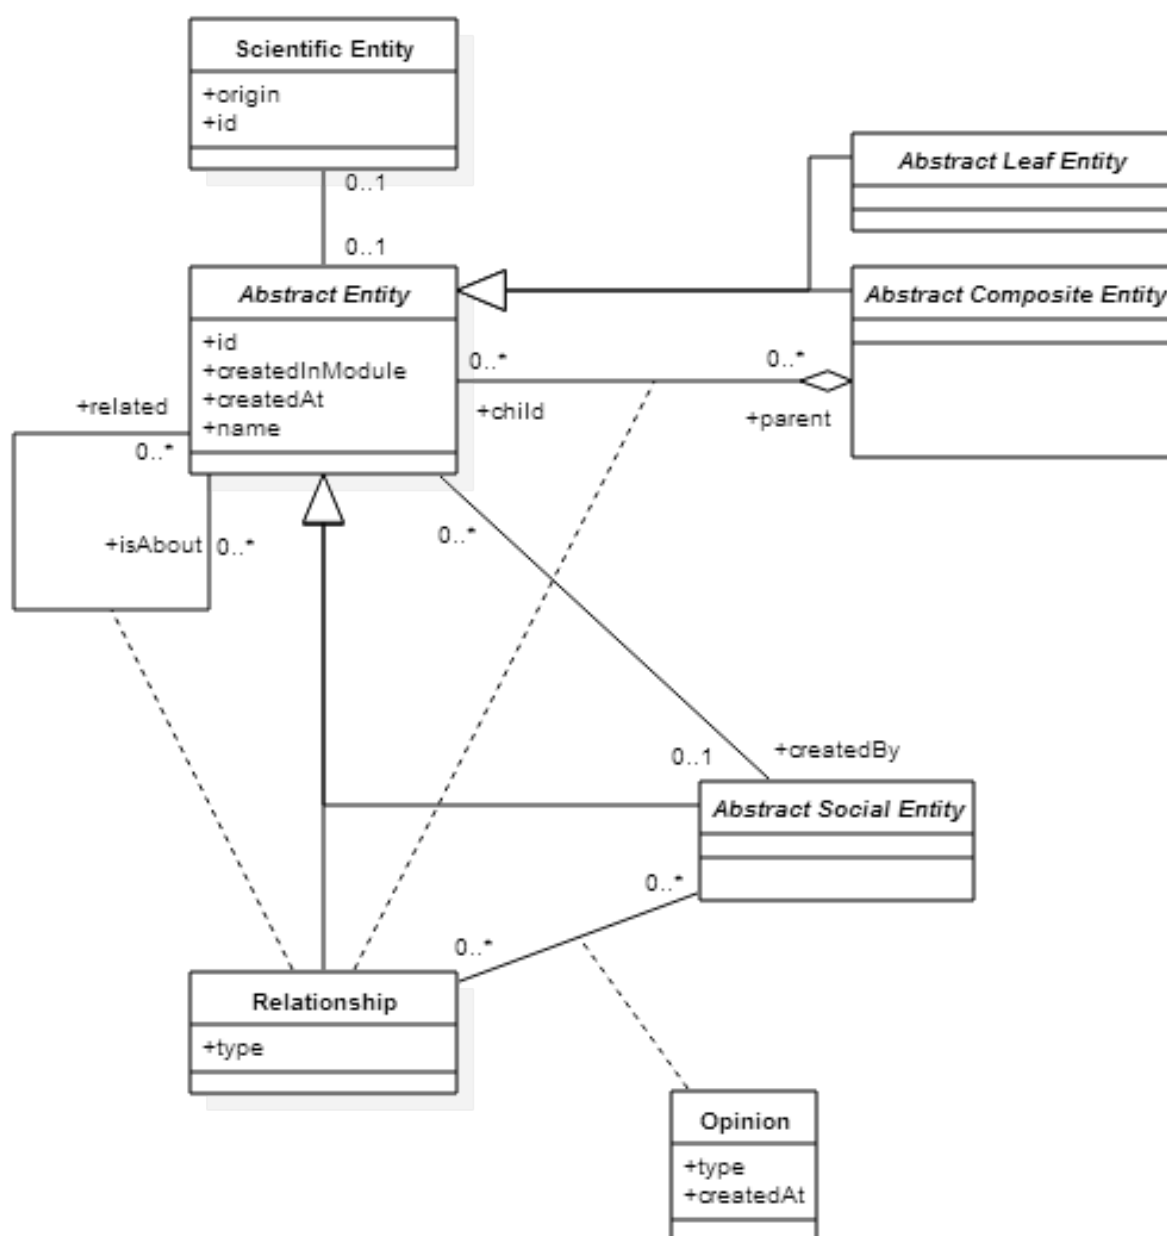 Scientific Entity
+origin
+id
0..1
0..1
Abstract Leaf Entity
Abstract Entity
+id
+createdInModule
+createdAt
+name
Abstract Composite Entity
0..*
0..*
+child
+parent
+related
0..*
+isAbout
0..*
0..*
0..1
+createdBy
Abstract Social Entity
0..*
0..*
Relationship
+type
Opinion
+type
+createdAt